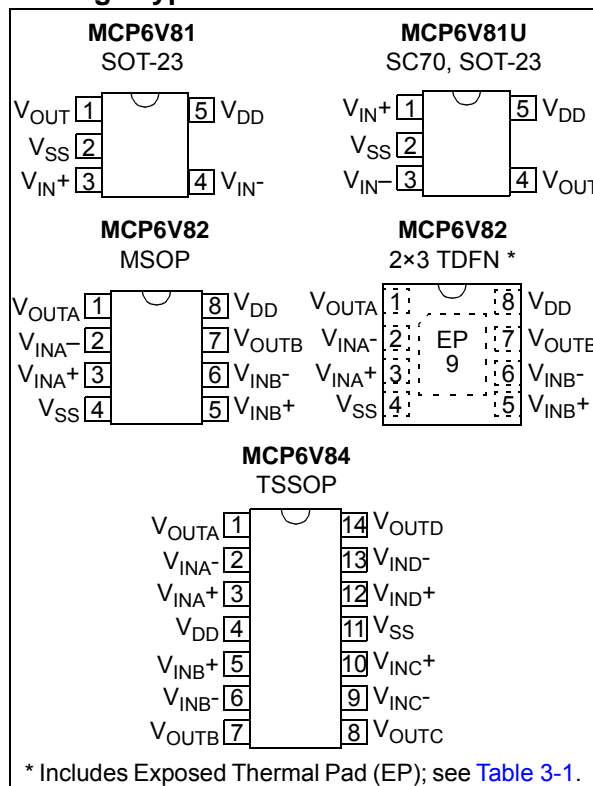 MCP6V81
SOT-23
VOUT 1
5 VDD
VSS 2
VIN+ 3
4 VIN-
MCP6V81U
SC70, SOT-23
VIN+ 1
5 VDD
VSS 2
VIN– 3
4 VOUT
MCP6V82
MSOP
VOUTA 1
8 VDD
VINA– 2
7 VOUTB
VINA+ 3
6 VINB-
VSS 4
5 VINB+
MCP6V82
2×3 TDFN *
VOUTA 1
8 VDD
VINA- 2
EP
9
7 VOUTB
VINA+ 3
6 VINB-
VSS 4
5 VINB+
MCP6V84
TSSOP
VOUTA 1
14 VOUTD
VINA- 2
13 VIND-
VINA+ 3
12 VIND+
VDD 4
11 VSS
VINB+ 5
10 VINC+
VINB- 6
9 VINC-
VOUTB 7
8 VOUTC
* Includes Exposed Thermal Pad (EP); see Table 3-1.